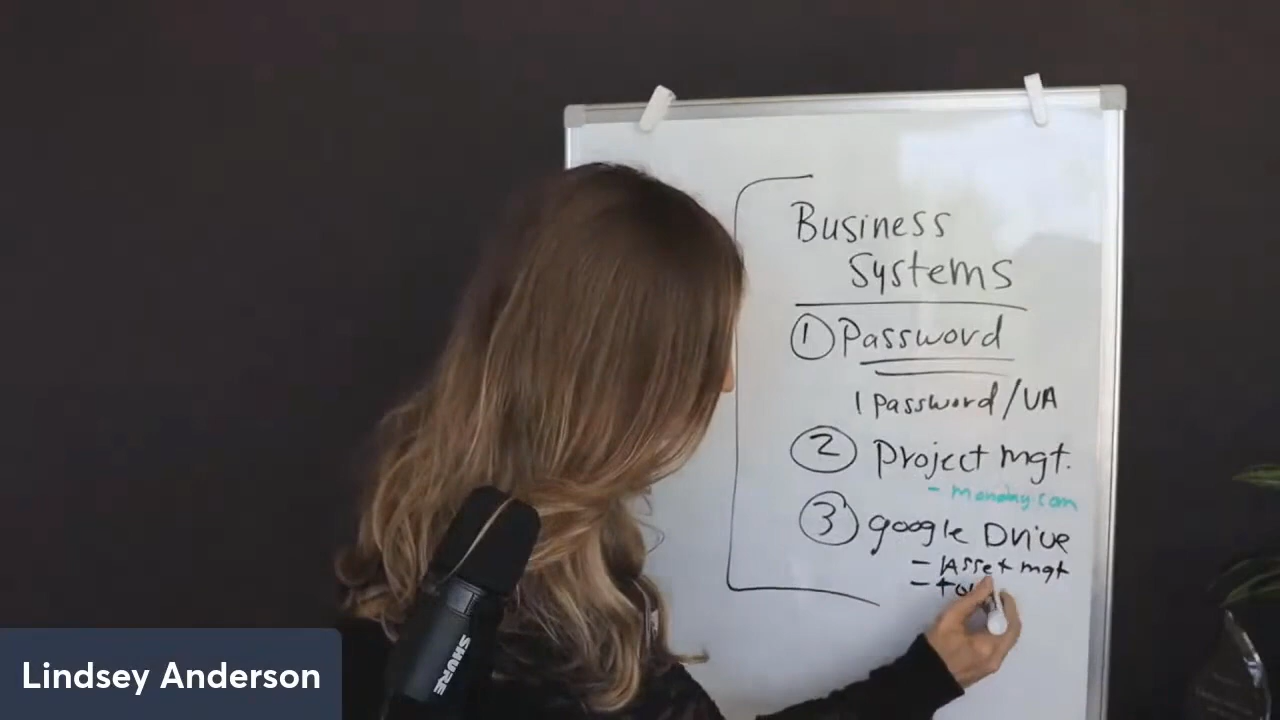 Business
Systems
1 Password
1 Password/VA
2 Project mgt.
- monday.com
3 google Drive
- Asset mgt
SHURE
Lindsey Anderson